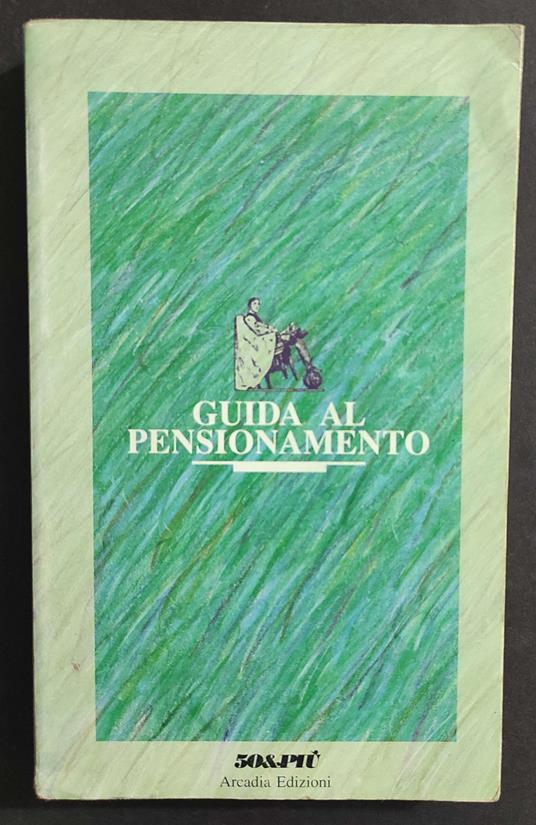 GUIDA AL
PENSIONAMENTO
50&PIÙ
Arcadia Edizioni